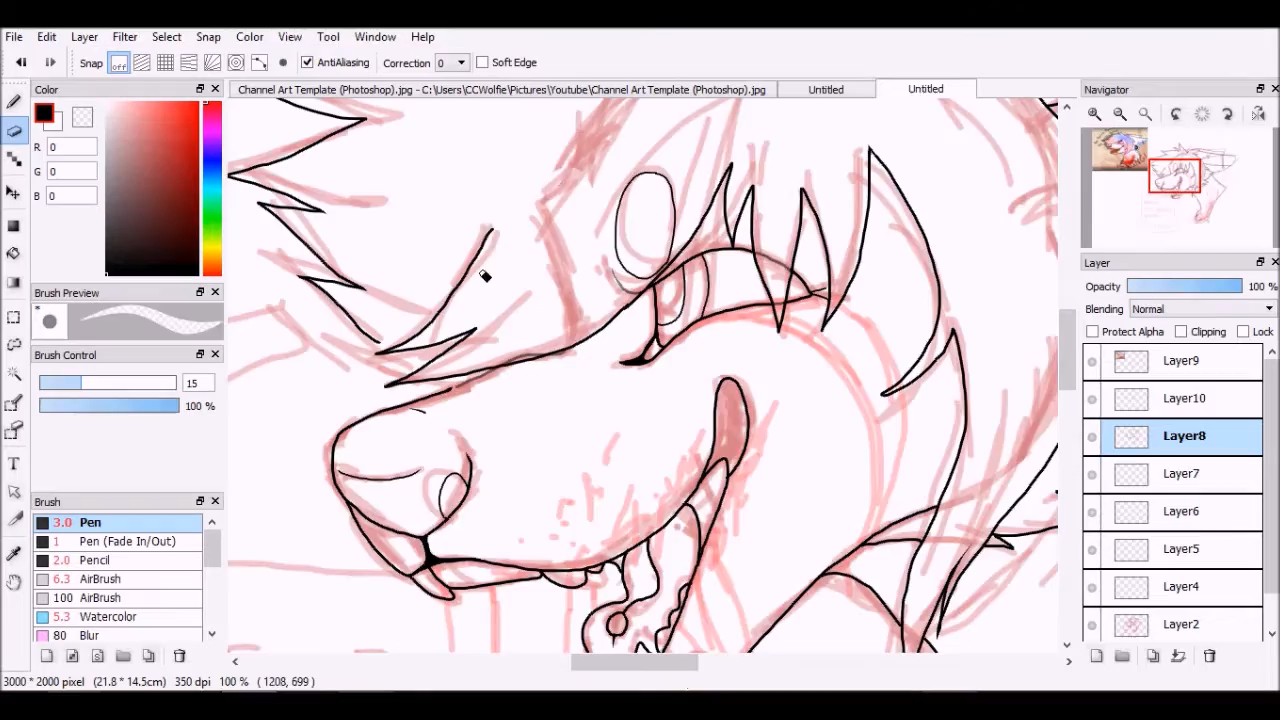 File Edit Layer Filter Select Snap Color View Tool Window Help
Snap off AntiAliasing Correction 0 Soft Edge
Color
Channel Art Template (Photoshop).jpg - C:\Users\CCWolfie\Pictures\Youtube\Channel Art Template (Photoshop).jpg Untitled Untitled
Navigator
R 0
G 0
B 0
Brush Preview
Brush Control
15
100 %
Brush
3.0 Pen
1 Pen (Fade In/Out)
2.0 Pencil
6.3 AirBrush
100 AirBrush
5.3 Watercolor
80 Blur
Layer
Opacity 100 %
Blending Normal
Protect Alpha Clipping Lock
Layer9
Layer10
Layer8
Layer7
Layer6
Layer5
Layer4
Layer2
3000 * 2000 pixel (21.8 * 14.5cm) 350 dpi 100 % ( 1208, 699 )